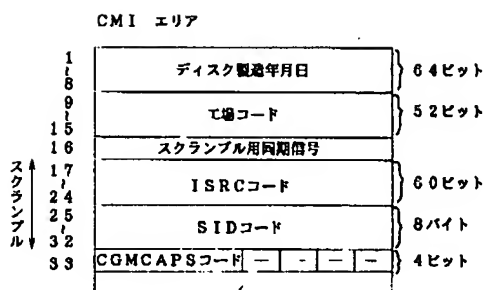 CMI エリア
1~8 ディスク製造年月日 64ビット
9~15 工場コード 52ビット
16 スクランブル用同期信号
スクランブル
17~24 ISRCコード 60ビット
25~32 SIDコード 8バイト
33 CGMCAPSコード — — — — 4ビット